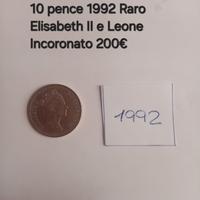 10 pence 1992 Raro
Elisabeth II e Leone
Incoronato 200€
1992